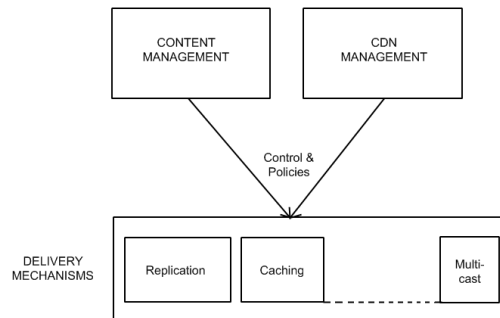 CONTENT
MANAGEMENT
CDN
MANAGEMENT
Control &
Policies
DELIVERY
MECHANISMS
Replication
Caching
Multi-
cast